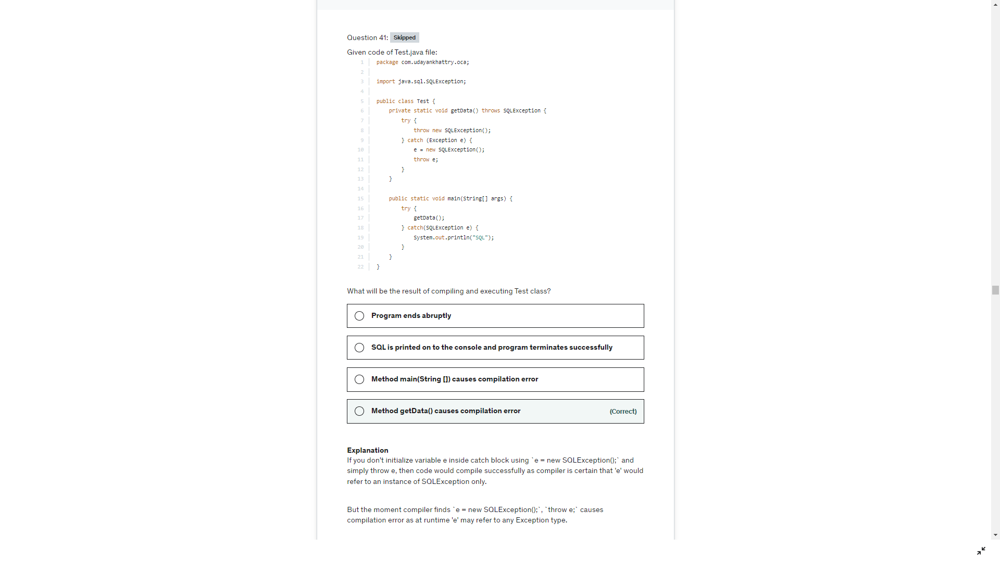 Question 41: Skipped
Given code of Test.java file:
1 package com.udayankhattry.oca;
2
3 import java.sql.SQLException;
4
5 public class Test {
6 private static void getData() throws SQLException {
7 try {
8 throw new SQLException();
9 } catch (Exception e) {
10 e = new SQLException();
11 throw e;
12 }
13 }
14
15 public static void main(String[] args) {
16 try {
17 getData();
18 } catch(SQLException e) {
19 System.out.println("SQL");
20 }
21 }
22 }
What will be the result of compiling and executing Test class?
Program ends abruptly
SQL is printed on to the console and program terminates successfully
Method main(String []) causes compilation error
Method getData() causes compilation error (Correct)
Explanation
If you don't initialize variable e inside catch block using `e = new SQLException();` and
simply throw e, then code would compile successfully as compiler is certain that 'e' would
refer to an instance of SQLException only.
But the moment compiler finds `e = new SQLException();`, `throw e;` causes
compilation error as at runtime 'e' may refer to any Exception type.